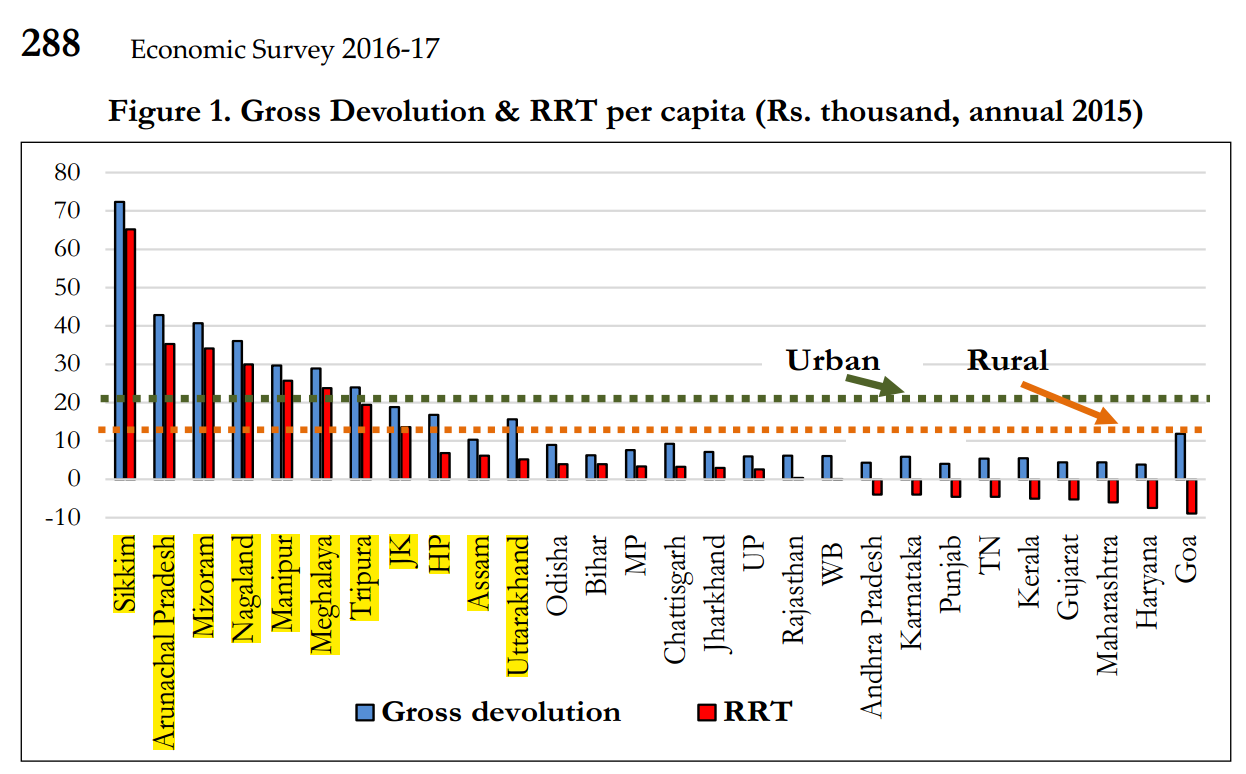 288 Economic Survey 2016-17
Figure 1. Gross Devolution & RRT per capita (Rs. thousand, annual 2015)
80
70
60
50
40
30
20
10
0
-10
Urban
Rural
Sikkim
Arunachal Pradesh
Mizoram
Nagaland
Manipur
Meghalaya
Tripura
JK
HP
Assam
Uttarakhand
Odisha
Bihar
MP
Chattisgarh
Jharkhand
UP
Rajasthan
WB
Andhra Pradesh
Karnataka
Punjab
TN
Kerala
Gujarat
Maharashtra
Haryana
Goa
Gross devolution
RRT